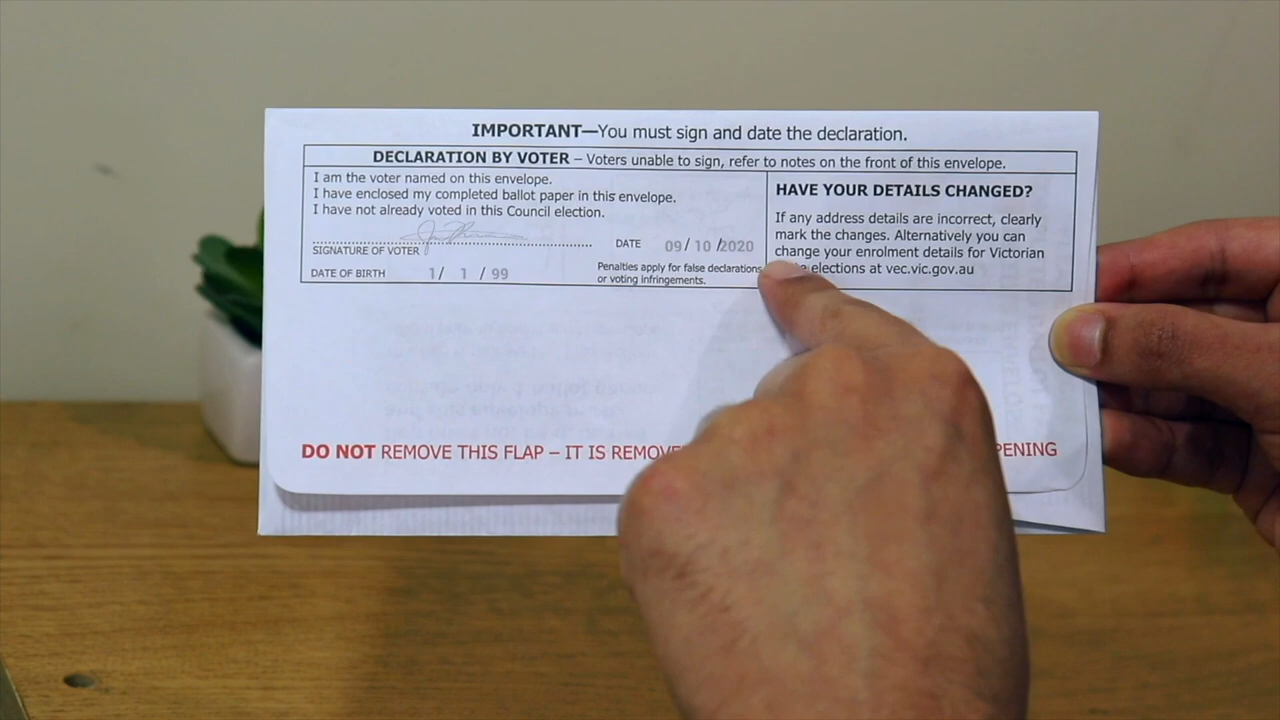 IMPORTANT—You must sign and date the declaration.
DECLARATION BY VOTER – Voters unable to sign, refer to notes on the front of this envelope.
I am the voter named on this envelope.
I have enclosed my completed ballot paper in this envelope.
I have not already voted in this Council election.
SIGNATURE OF VOTER
DATE 09/ 10 /2020
DATE OF BIRTH 1/ 1 / 99
Penalties apply for false declarations
or voting infringements.
HAVE YOUR DETAILS CHANGED?
If any address details are incorrect, clearly
mark the changes. Alternatively you can
change your enrolment details for Victorian
elections at vec.vic.gov.au
DO NOT REMOVE THIS FLAP – IT IS